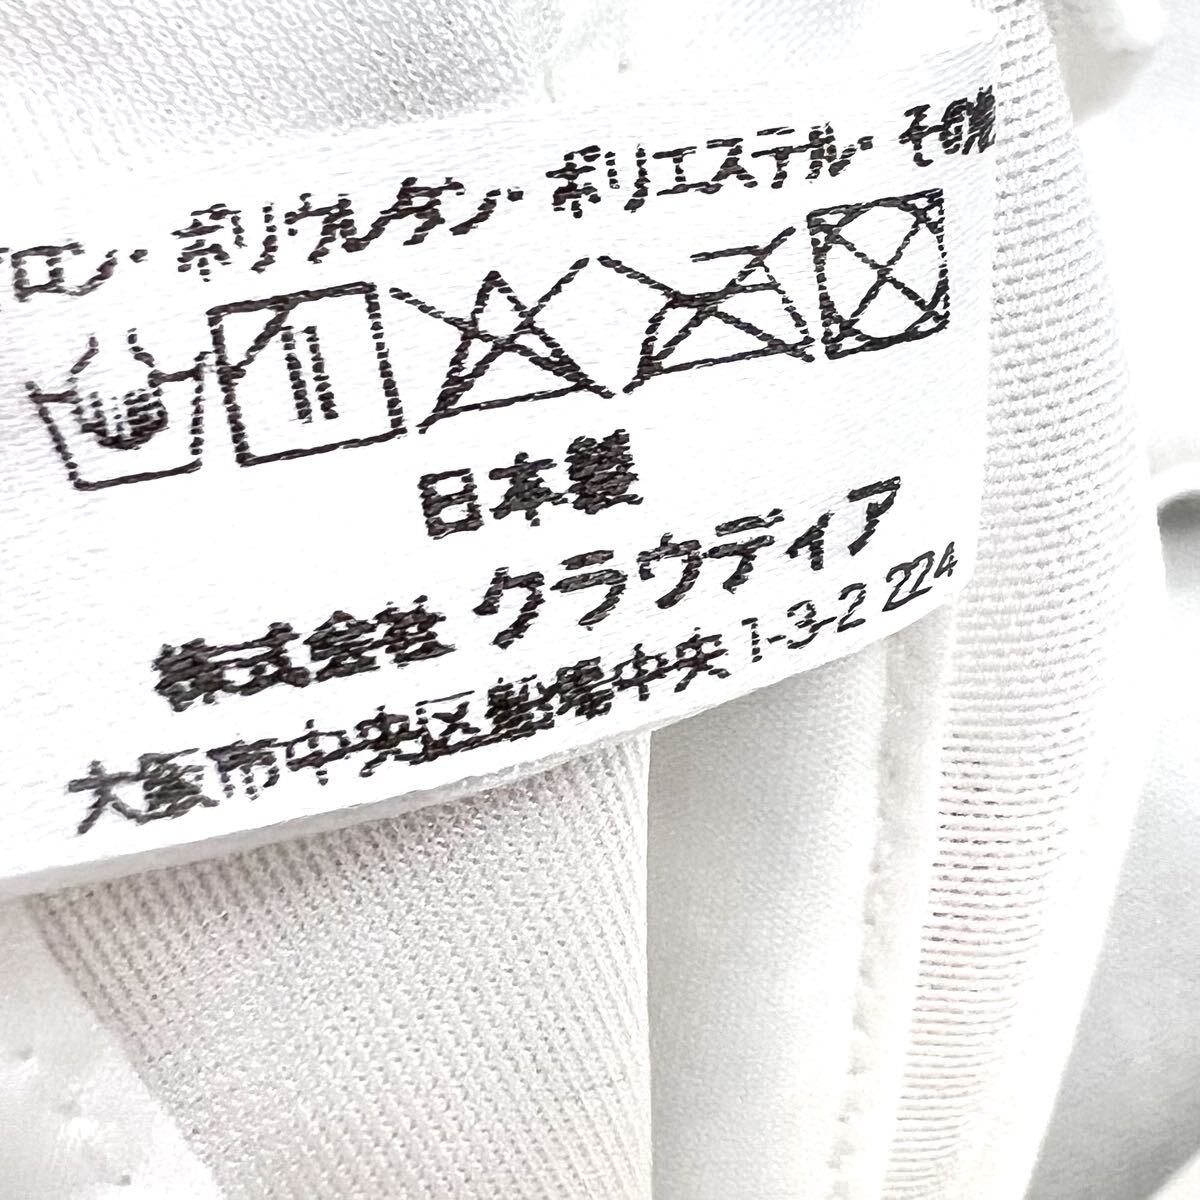 ロン・ポリウレタン・ポリエステル・その他
日本製
株式会社 クラウディア
大阪市中央区船場中央 1-3-2 224